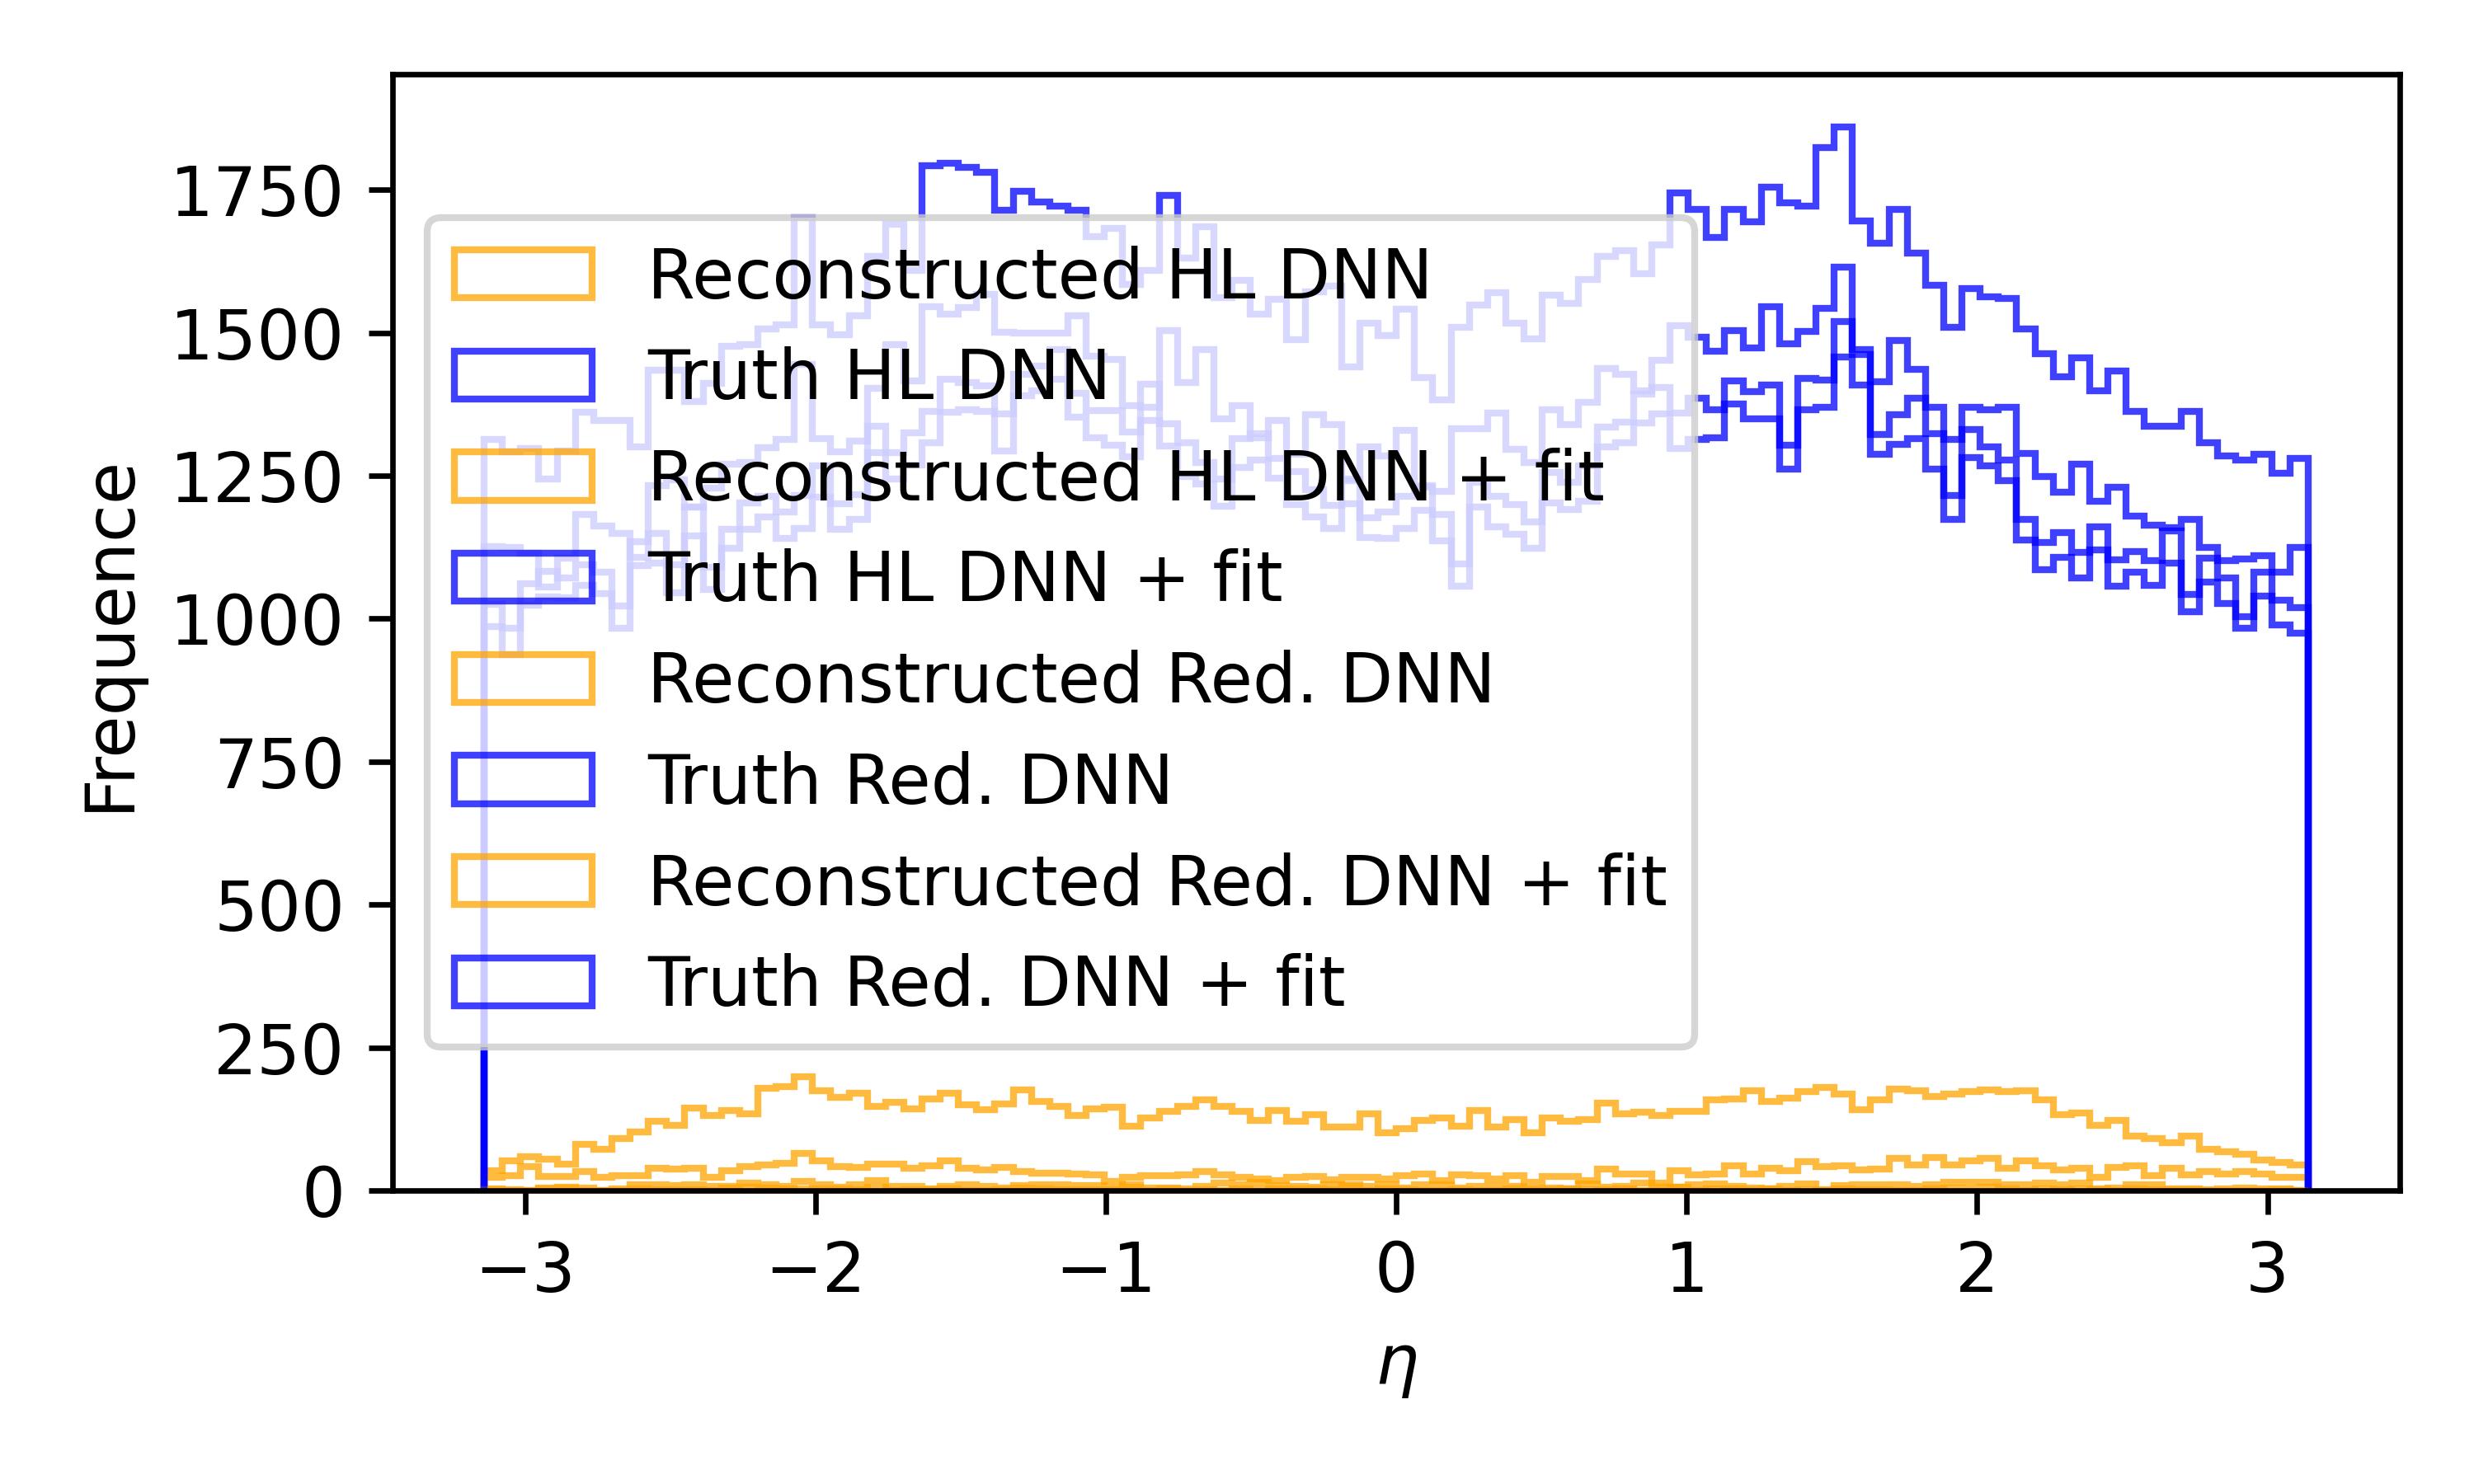 1750
1500
1250
1000
750
500
250
0
Frequence
Reconstructed HL DNN
Truth HL DNN
Reconstructed HL DNN + fit
Truth HL DNN + fit
Reconstructed Red. DNN
Truth Red. DNN
Reconstructed Red. DNN + fit
Truth Red. DNN + fit
−3 −2 −1 0 1 2 3
η